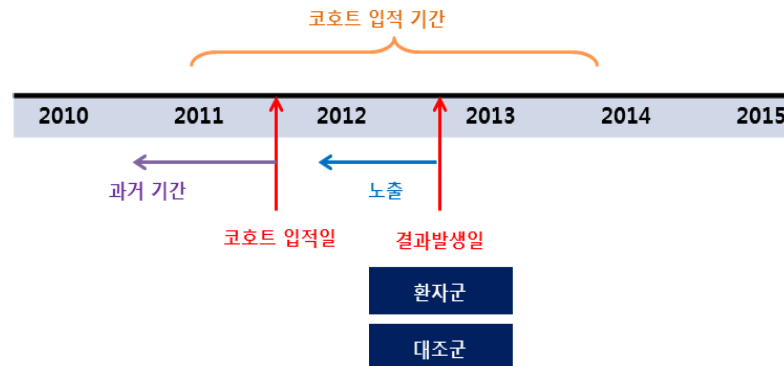 코호트 입적 기간
2010 2011 2012 2013 2014 2015
과거 기간 노출
코호트 입적일 결과발생일
환자군
대조군